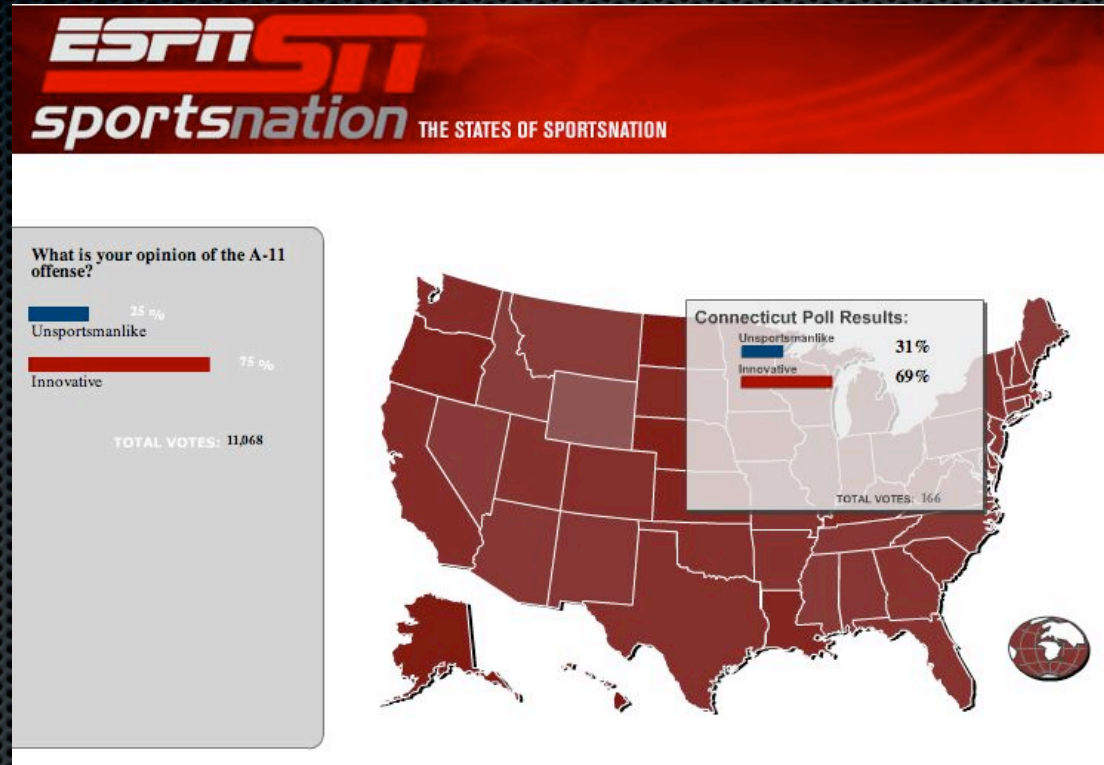 ESPN SN
sportsnation THE STATES OF SPORTSNATION
What is your opinion of the A-11
offense?
25 %
Unsportsmanlike
75 %
Innovative
TOTAL VOTES: 11,068
Connecticut Poll Results:
Unsportsmanlike
31%
Innovative
69%
TOTAL VOTES: 166